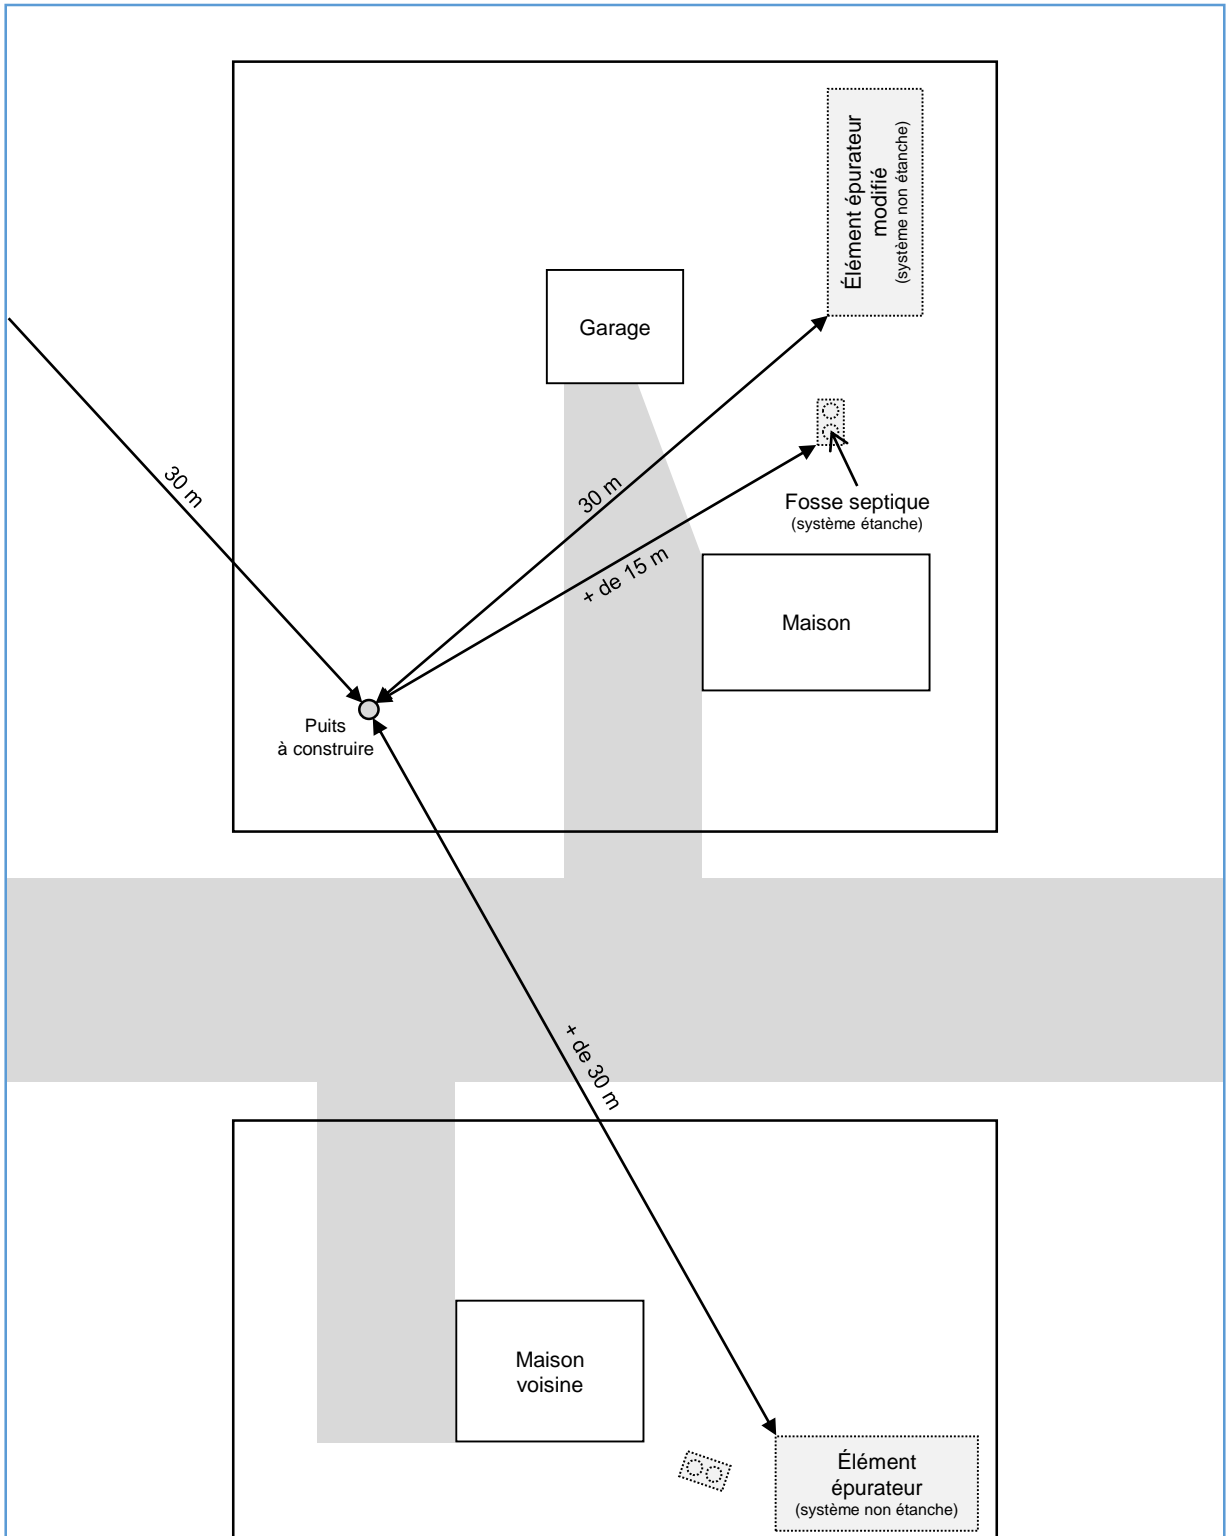 Élément épurateur
modifié
(système non étanche)
Garage
30 m
30 m
Fosse septique
(système étanche)
+ de 15 m
Maison
Puits
à construire
+ de 30 m
Maison
voisine
Élément
épurateur
(système non étanche)